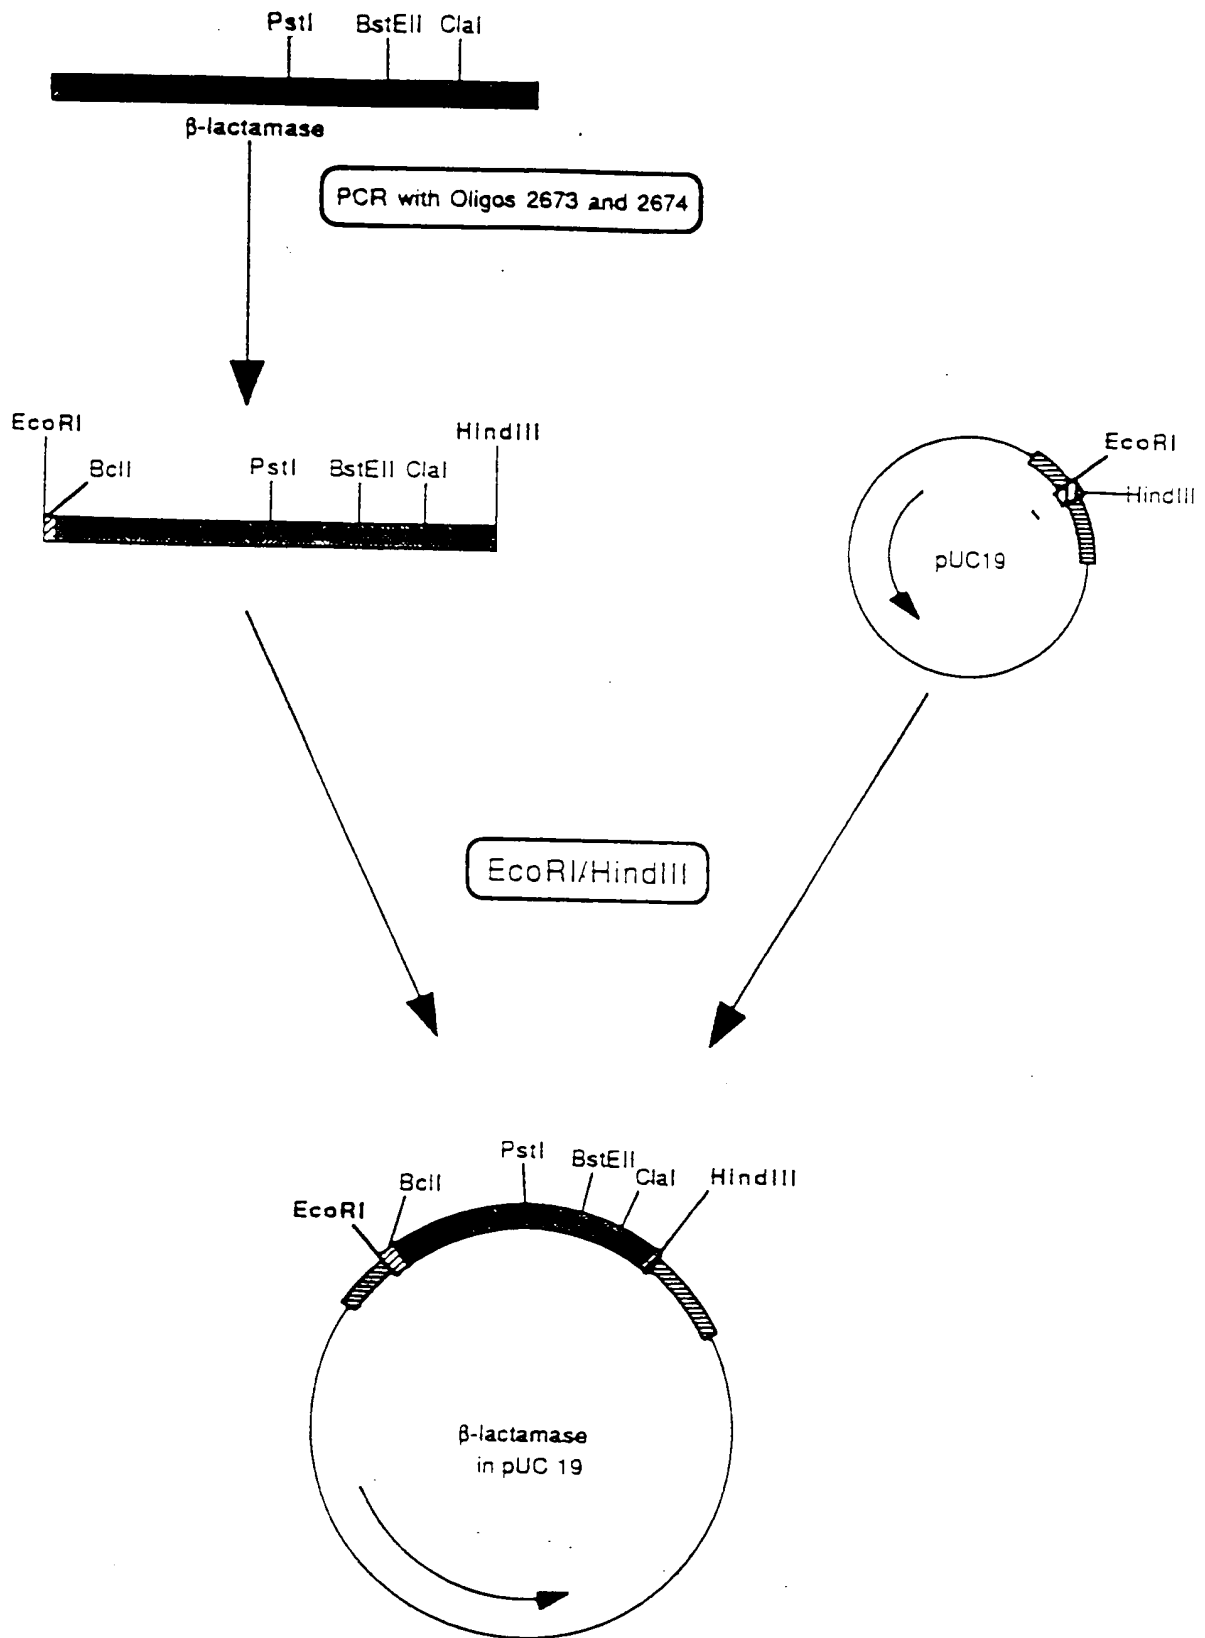 PstI BstEII ClaI
β-lactamase
PCR with Oligos 2673 and 2674
EcoRI
HindIII
BclI
PstI
BstEII
ClaI
EcoRI
HindIII
pUC19
EcoRI/HindIII
PstI
BstEII
ClaI
HindIII
BclI
EcoRI
β-lactamase
in pUC 19